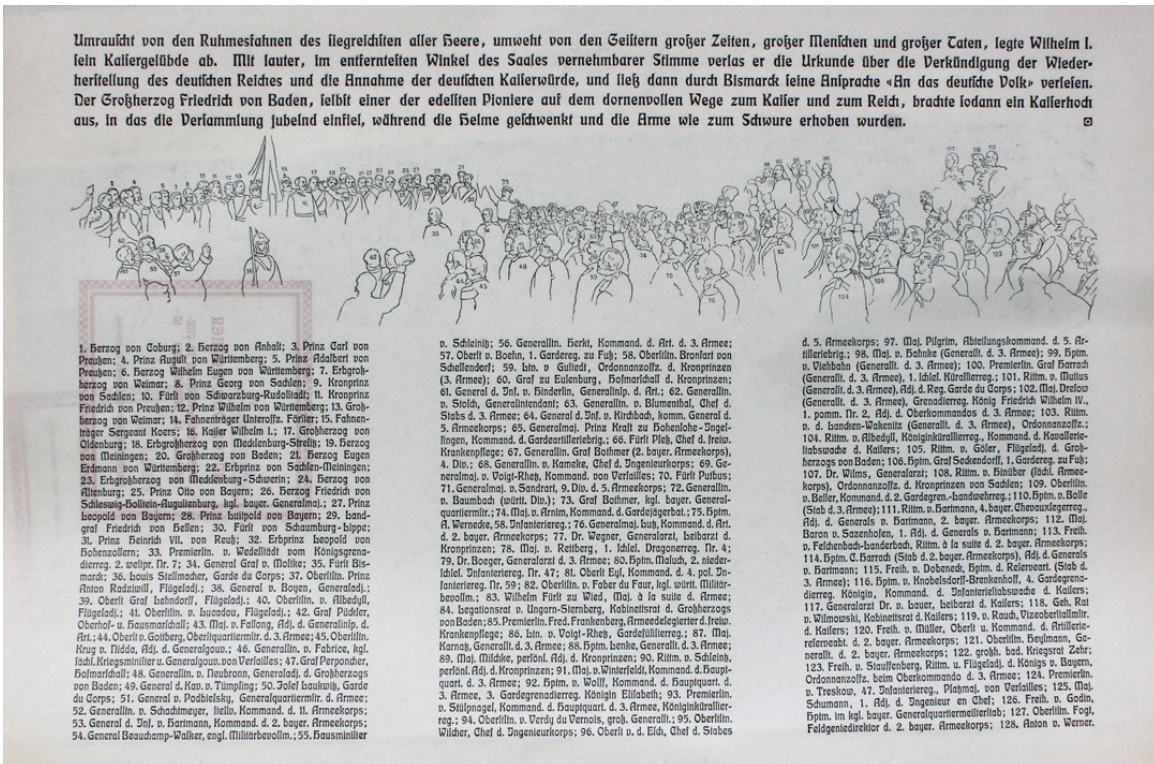 Umrauscht von den Ruhmesfahnen des siegreichsten aller Heere, umweht von den Geistern großer Zeiten, großer Menschen und großer Taten, legte Wilhelm I.
sein Kaisergelübde ab. Mit lauter, im entferntesten Winkel des Saales vernehmbarer Stimme verlas er die Urkunde über die Verkündigung der Wieder-
herstellung des deutschen Reiches und die Annahme der deutschen Kaiserwürde, und ließ dann durch Bismarck seine Ansprache «An das deutsche Volk» verlesen.
Der Großherzog Friedrich von Baden, selbst einer der edelsten Pioniere auf dem dornenvollen Wege zum Kaiser und zum Reich, brachte sodann ein Kaiserhoch
aus, in das die Versammlung jubelnd einfiel, während die Helme geschwenkt und die Arme wie zum Schwure erhoben wurden.
1. Herzog von Coburg; 2. Herzog von Anhalt; 3. Prinz Carl von
Preußen; 4. Prinz August von Württemberg; 5. Prinz Adalbert von
Preußen; 6. Herzog Wilhelm Eugen von Württemberg; 7. Erbgroß-
herzog von Weimar; 8. Prinz Georg von Sachsen; 9. Kronprinz
von Sachsen; 10. Fürst von Schwarzburg-Rudolstadt; 11. Kronprinz
Friedrich von Preußen; 12. Prinz Wilhelm von Württemberg; 13. Groß-
herzog von Weimar; 14. Fahnenträger Unteroffz. Förster; 15. Fahnen-
träger Sergeant Koers; 16. Kaiser Wilhelm I.; 17. Großherzog von
Oldenburg; 18. Erbgroßherzog von Mecklenburg-Strelitz; 19. Herzog
von Meiningen; 20. Großherzog von Baden; 21. Herzog Eugen
Erdmann von Württemberg; 22. Erbprinz von Sachsen-Meiningen;
23. Erbgroßherzog von Mecklenburg-Schwerin; 24. Herzog von
Altenburg; 25. Prinz Otto von Bayern; 26. Herzog Friedrich von
Schleswig-Holstein-Augustenburg, kgl. bayer. Generalmaj.; 27. Prinz
Leopold von Bayern; 28. Prinz Luitpold von Bayern; 29. Land-
graf Friedrich von Hessen; 30. Fürst von Schaumburg-Lippe;
31. Prinz Heinrich VII. von Reuß; 32. Erbprinz Leopold von
Hohenzollern; 33. Premierltn. v. Wedelstädt vom Königsgrena-
dierreg. 2. westpr. Nr. 7; 34. General Graf v. Moltke; 35. Fürst Bis-
marck; 36. Louis Stellmacher, Garde du Corps; 37. Oberstltn. Prinz
Anton Radziwill, Flügeladj.; 38. General v. Boyen, Generaladj.;
39. Oberst Graf Lehndorff, Flügeladj.; 40. Oberstltn. v. Albedyll,
Flügeladj.; 41. Oberstltn. v. Lucadou, Flügeladj.; 42. Graf Pückler,
Oberhof- u. Hausmarschall; 43. Maj. v. Fassong, Adj. d. Generalinsp. d.
Art.; 44. Oberst v. Gottberg, Oberstquartiermstr. d. 3. Armee; 45. Oberstltn.
Krug v. Nidda, Adj. d. Generalgouv.; 46. Generalltn. v. Fabrice, kgl.
sächs. Kriegsminister u. Generalgouv. von Versailles; 47. Graf Perponcher,
Hofmarschall; 48. Generalltn. v. Neubronn, Generaladj. d. Großherzogs
von Baden; 49. General d. Kav. v. Tümpling; 50. Josef Laukwitz, Garde
du Corps; 51. General v. Podbielsky, Generalquartiermstr. d. Armee;
52. Generalltn. v. Schachtmeyer, stellv. Kommand. d. 11. Armeekorps;
53. General d. Inf. v. Hartmann, Kommand. d. 2. bayer. Armeekorps;
54. General Beauchamp-Walker, engl. Militärbevollm.; 55. Hausminister
v. Schleinitz; 56. Generalltn. Herkt, Kommand. d. Art. d. 3. Armee;
57. Oberst v. Boehn, 1. Gardereg. zu Fuß; 58. Oberstltn. Bronsart von
Schellendorf; 59. Ltn. v. Gustedt, Ordonnanzoffz. d. Kronprinzen
(3. Armee); 60. Graf zu Eulenburg, Hofmarschall d. Kronprinzen;
61. General d. Inf. v. Hinderfin, Generalinsp. d. Art.; 62. Generalltn.
v. Stosch, Generalintendant; 63. Generalltn. v. Blumenthal, Chef d.
Stabs d. 3. Armee; 64. General d. Inf. v. Kirchbach, komm. General d.
5. Armeekorps; 65. Generalmaj. Prinz Kraft zu Hohenlohe-Ingel-
fingen, Kommand. d. Gardeartilleriebrig.; 66. Fürst Pleß, Chef d. freiw.
Krankenpflege; 67. Generalltn. Graf Bothmer (2. bayer. Armeekorps),
4. Div.; 68. Generalltn. v. Kameke, Chef d. Ingenieurkorps; 69. Ge-
neralmaj. v. Voigt-Rhetz, Kommand. von Versailles; 70. Fürst Putbus;
71. Generalmaj. v. Sandrart, 9. Div. d. 5. Armeekorps; 72. Generalltn.
v. Baumbach (württ. Div.); 73. Graf Bothmer, kgl. bayer. General-
quartiermstr.; 74. Maj. v. Arnim, Kommand. d. Gardejägerbat.; 75. Hptm.
A. Wernecke, 58. Infanteriereg.; 76. Generalmaj. Lutz, Kommand. d. Art.
d. 2. bayer. Armeekorps; 77. Dr. Wegner, Generalarzt, Leibarzt d.
Kronprinzen; 78. Maj. v. Rettberg, 1. schles. Dragonerreg. Nr. 4;
79. Dr. Boeger, Generalarzt d. 3. Armee; 80. Hptm. Maluch, 2. nieder-
schles. Infanteriereg. Nr. 47; 81. Oberst Eyl, Kommand. d. 4. pos. In-
fanteriereg. Nr. 59; 82. Oberstltn. v. Faber du Faur, kgl. württ. Militär-
bevollm.; 83. Wilhelm Fürst zu Wied, Maj. à la suite d. Armee;
84. Legationsrat v. Ungarn-Sternberg, Kabinettsrat d. Großherzogs
von Baden; 85. Premierltn. Fred. Frankenberg, Armeedelegierter d. freiw.
Krankenpflege; 86. Ltn. v. Voigt-Rhetz, Gardefüsilierreg.; 87. Maj.
Karnatz, Generalst. d. 3. Armee; 88. Hptm. Lenke, Generalst. d. 3. Armee;
89. Maj. Mischke, persönl. Adj. d. Kronprinzen; 90. Rittm. v. Schleinitz,
persönl. Adj. d. Kronprinzen; 91. Maj. v. Winterfeldt, Kommand. d. Haupt-
quart. d. 3. Armee; 92. Hptm. v. Wolff, Kommand. d. Hauptquart. d.
3. Armee, 3. Gardegrenadierreg. Königin Elisabeth; 93. Premierltn.
v. Stülpnagel, Kommand. d. Hauptquart. d. 3. Armee, Königinkürassier-
reg.; 94. Oberstltn. v. Verdy du Vernois, groß. Generalst.; 95. Oberstltn.
Wilcher, Chef d. Ingenieurkorps; 96. Oberst v. d. Esch, Chef d. Stabes
d. 5. Armeekorps; 97. Maj. Pilgrim, Abteilungskommand. d. 5. Ar-
tilleriebrig.; 98. Maj. v. Hahnke (Generalst. d. 3. Armee); 99. Hptm.
v. Viehbahn (Generalst. d. 3. Armee); 100. Premierltn. Graf Harrach
(Generalst. d. 3. Armee), 1. schles. Kürassierreg.; 101. Rittm. v. Mutius
(Generalst. d. 3. Armee), Adj. d. Reg. Garde du Corps; 102. Maj. Dresow
(Generalst. d. 3. Armee), Grenadierreg. König Friedrich Wilhelm IV.,
1. pomm. Nr. 2, Adj. d. Oberkommandos d. 3. Armee; 103. Rittm.
v. d. Lancken-Wakenitz (Generalst. d. 3. Armee), Ordonnanzoffz.;
104. Rittm. v. Albedyll, Königinkürassierreg., Kommand. d. Kavallerie-
stabswache d. Kaisers; 105. Rittm. v. Göler, Flügeladj. d. Groß-
herzogs von Baden; 106. Hptm. Graf Seckendorff, 1. Gardereg. zu Fuß;
107. Dr. Wilms, Generalarzt; 108. Rittm. v. Hinüber (sächs. Armee-
korps), Ordonnanzoffz. d. Kronprinzen von Sachsen; 109. Oberstltn.
v. Besser, Kommand. d. 2. Gardegren.-Landwehrreg.; 110. Hptm. v. Bosse
(Stab d. 3. Armee); 111. Rittm. v. Hartmann, 4. bayer. Chevauxlegerreg.,
Adj. d. Generals v. Hartmann, 2. bayer. Armeekorps; 112. Maj.
Baron v. Sazenhofen, 1. Adj. d. Generals v. Hartmann; 113. Freih.
v. Feichenbach-Landerbach, Rittm. à la suite d. 2. bayer. Armeekorps;
114. Hptm. C. Harrach (Stab d. 2. bayer. Armeekorps), Adj. d. Generals
v. Hartmann; 115. Freih. v. Dobeneck, Hptm. d. Reserveart. (Stab d.
3. Armee); 116. Hptm. v. Knobelsdorff-Brenkenhoff, 4. Gardegrena-
dierreg. Königin, Kommand. d. Infanteriestabswache d. Kaisers;
117. Generalarzt Dr. v. Lauer, Leibarzt d. Kaisers; 118. Geh. Rat
v. Wilmowski, Kabinettsrat d. Kaisers; 119. v. Rauch, Vizeoberstallmstr.
d. Kaisers; 120. Freih. v. Müller, Oberst u. Kommand. d. Artillerie-
reserveabt. d. 2. bayer. Armeekorps; 121. Oberstltn. Heylmann, Ge-
neralst. d. 2. bayer. Armeekorps; 122. großh. bad. Kriegsrat Zehr;
123. Freih. v. Stauffenberg, Rittm. u. Flügeladj. d. Königs v. Bayern,
Ordonnanzoffz. beim Oberkommando d. 3. Armee; 124. Premierltn.
v. Treskow, 47. Infanteriereg., Platzmaj. von Versailles; 125. Maj.
Schumann, 1. Adj. d. Ingenieur en Chef; 126. Freih. v. Godin,
Hptm. im kgl. bayer. Generalquartiermeisterstab; 127. Oberstltn. Fogt,
Feldgeniedirektor d. 2. bayer. Armeekorps; 128. Anton v. Werner.